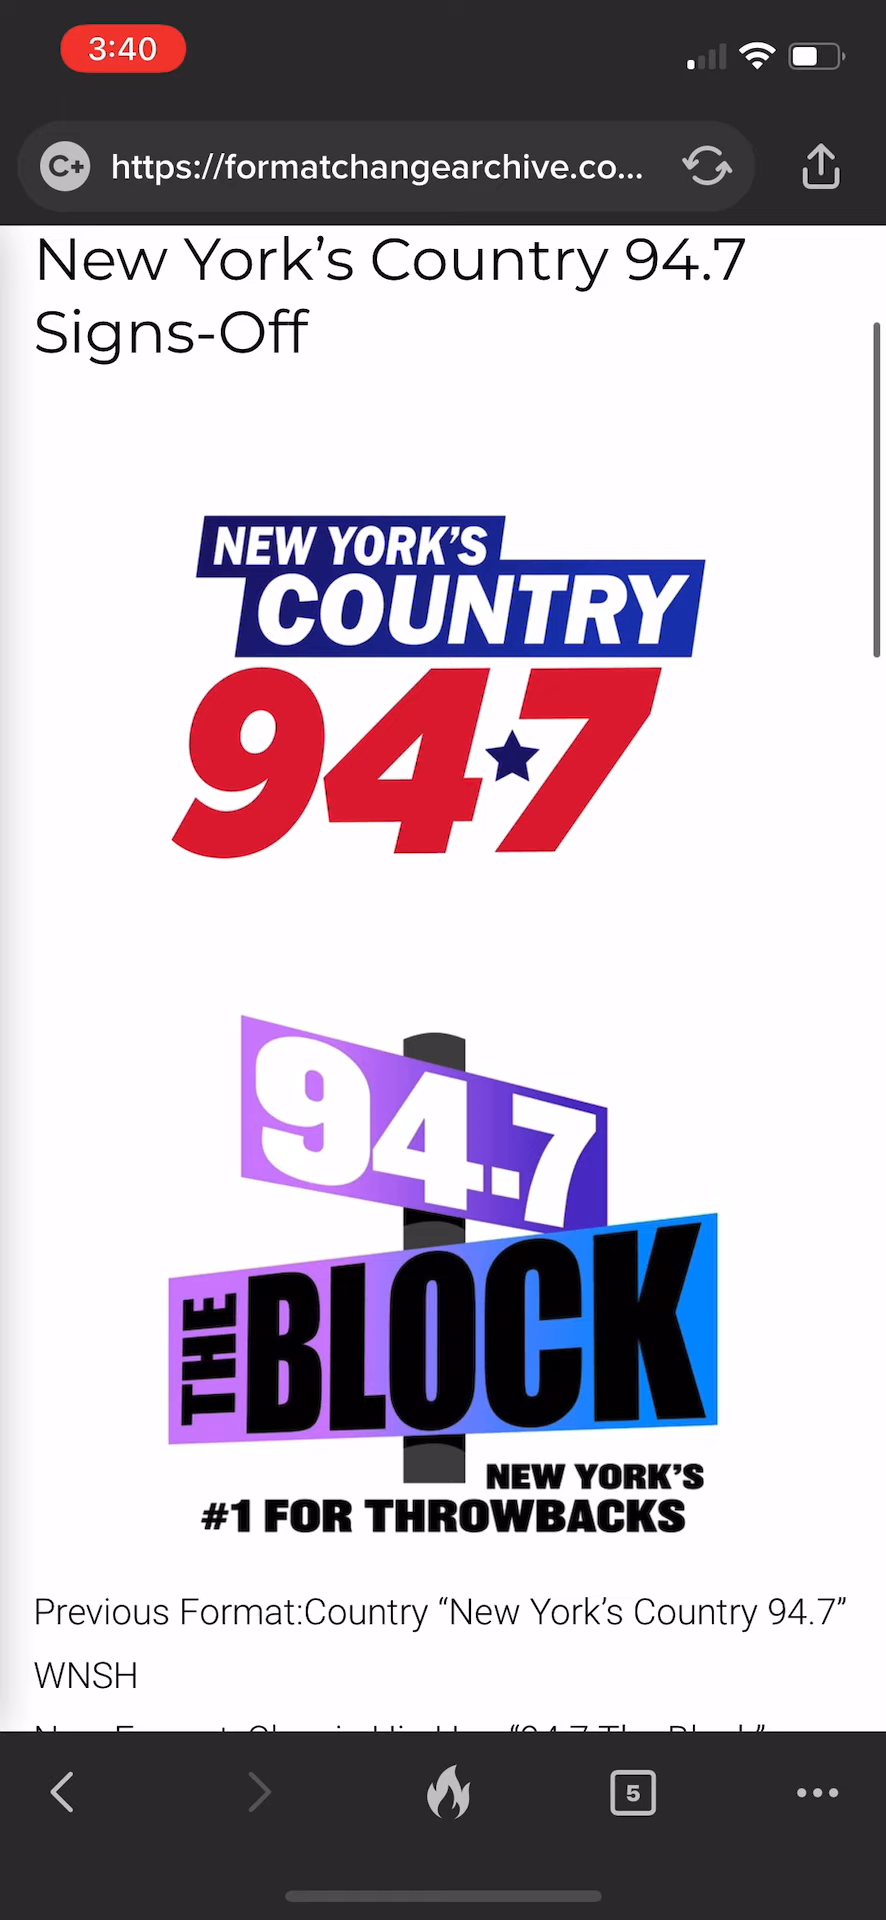 3:40
C+ https://formatchangearchive.co...
New York’s Country 94.7
Signs-Off
NEW YORK’S
COUNTRY
94★7
94.7
THE BLOCK
NEW YORK’S
#1 FOR THROWBACKS
Previous Format:Country “New York’s Country 94.7”
WNSH
5